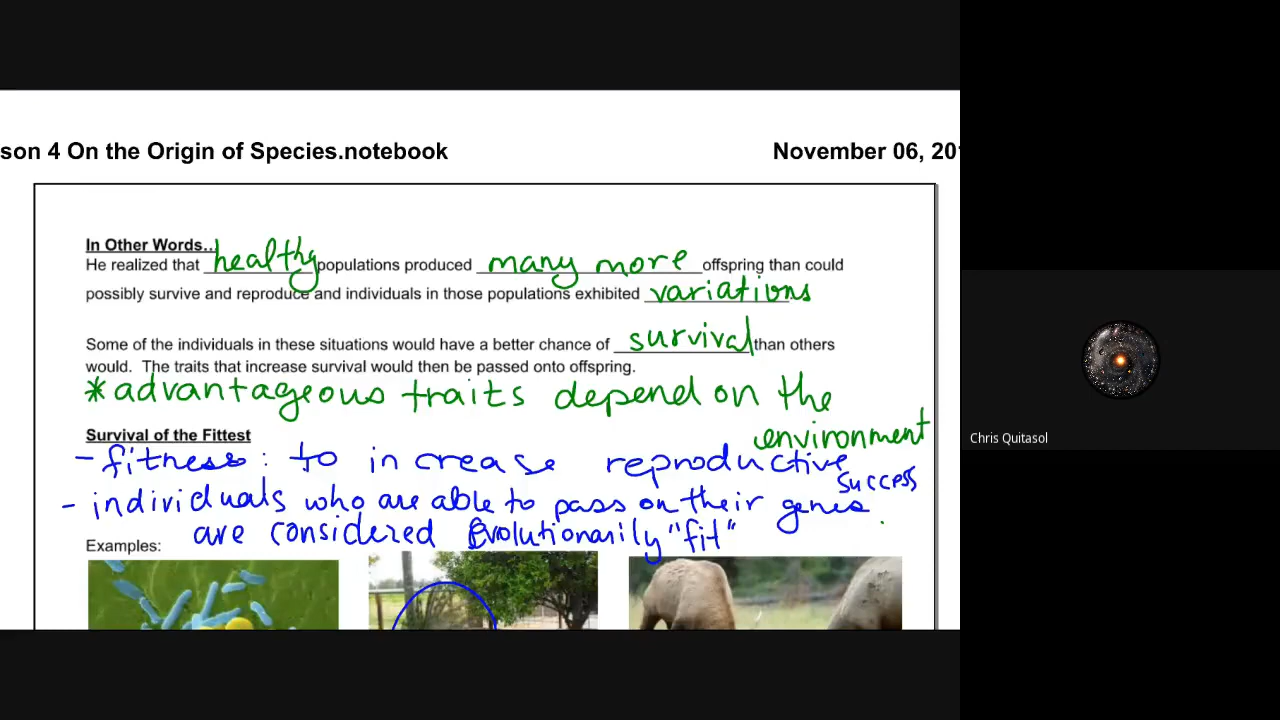 son 4 On the Origin of Species.notebook
November 06, 20
In Other Words...
He realized that healthy populations produced many more offspring than could
possibly survive and reproduce and individuals in those populations exhibited variations
Some of the individuals in these situations would have a better chance of survival than others
would. The traits that increase survival would then be passed onto offspring.
*advantageous traits depend on the
environment
Survival of the Fittest
- fitness: to increase reproductive
success
- individuals who are able to pass on their genes
are considered Evolutionarily "fit"
Examples:
Chris Quitasol